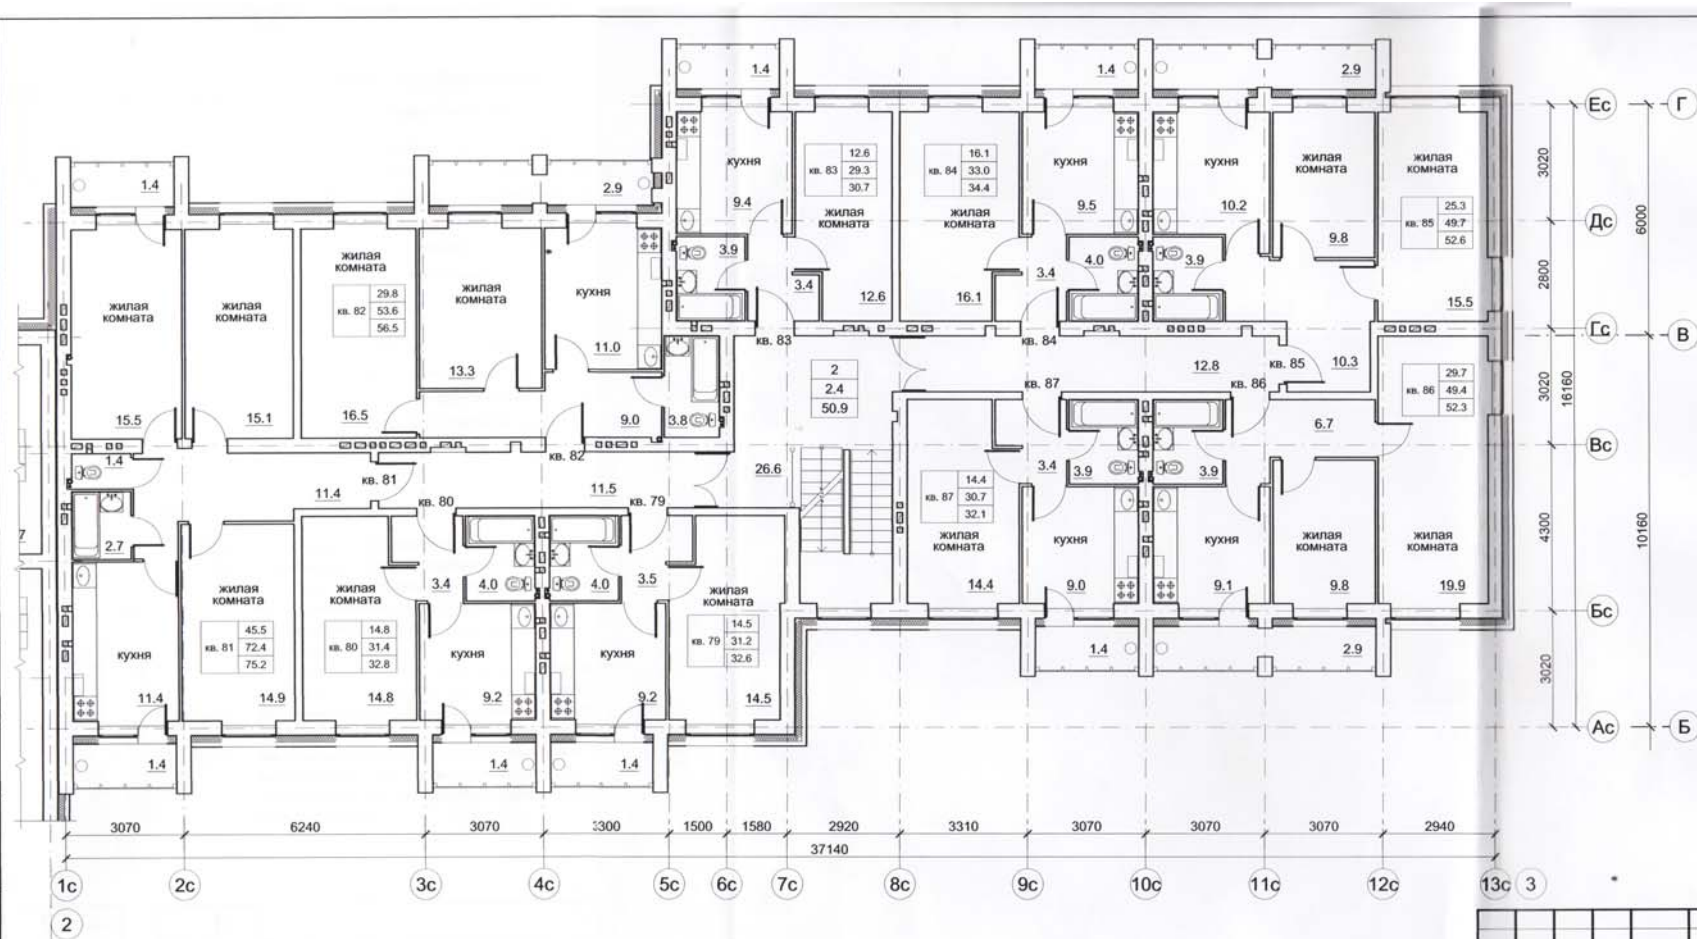 1.4
1.4
2.9
Ес
Г
кухня
12.6
кв. 83
29.3
30.7
16.1
кв. 84
33.0
34.4
кухня
кухня
жилая
комната
жилая
комната
3020
1.4
2.9
9.4
жилая
комната
жилая
комната
9.5
10.2
9.8
25.3
кв. 85
49.7
52.6
Дс
6000
3.9
4.0
3.9
жилая
комната
жилая
комната
жилая
комната
29.8
кв. 82
53.6
56.5
жилая
комната
кухня
3.4
12.6
16.1
3.4
15.5
2800
Гс
В
кв. 83
кв. 84
11.0
13.3
2
2.4
50.9
12.8
кв. 85
10.3
кв. 87
кв. 86
29.7
кв. 86
49.4
52.3
3020
16160
15.5
15.1
16.5
9.0
3.8
6.7
Вс
1.4
кв. 82
кв. 81
26.6
3.4
3.9
3.9
11.4
кв. 80
11.5
кв. 79
14.4
кв. 87
30.7
32.1
2.7
жилая
комната
кухня
кухня
жилая
комната
жилая
комната
4300
10160
3.4
4.0
4.0
3.5
14.4
9.0
9.1
9.8
19.9
жилая
комната
жилая
комната
жилая
комната
Бс
45.5
кв. 81
72.4
75.2
14.8
кв. 80
31.4
32.8
14.5
кв. 79
31.2
32.6
кухня
кухня
кухня
1.4
2.9
3020
11.4
14.9
14.8
9.2
9.2
14.5
Ас
Б
1.4
1.4
1.4
3070
6240
3070
3300
1500
1580
2920
3310
3070
3070
3070
2940
37140
1с
2с
3с
4с
5с
6с
7с
8с
9с
10с
11с
12с
13с
3
2